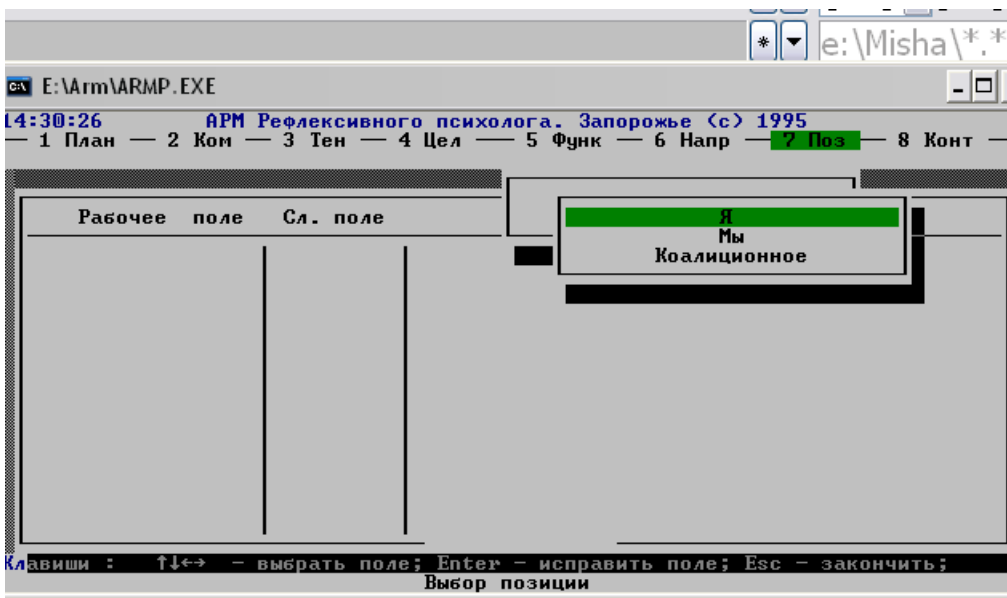 * e:\Misha\*.*
E:\Arm\ARMP.EXE
14:30:26 АРМ Рефлексивного психолога. Запорожье (c) 1995
1 План — 2 Ком — 3 Тен — 4 Цел — 5 Функ — 6 Напр — 7 Поз — 8 Конт
Рабочее поле Сл. поле
Я
Мы
Коалиционное
Клавиши : ↑↓↔ - выбрать поле; Enter - исправить поле; Esc - закончить;
Выбор позиции